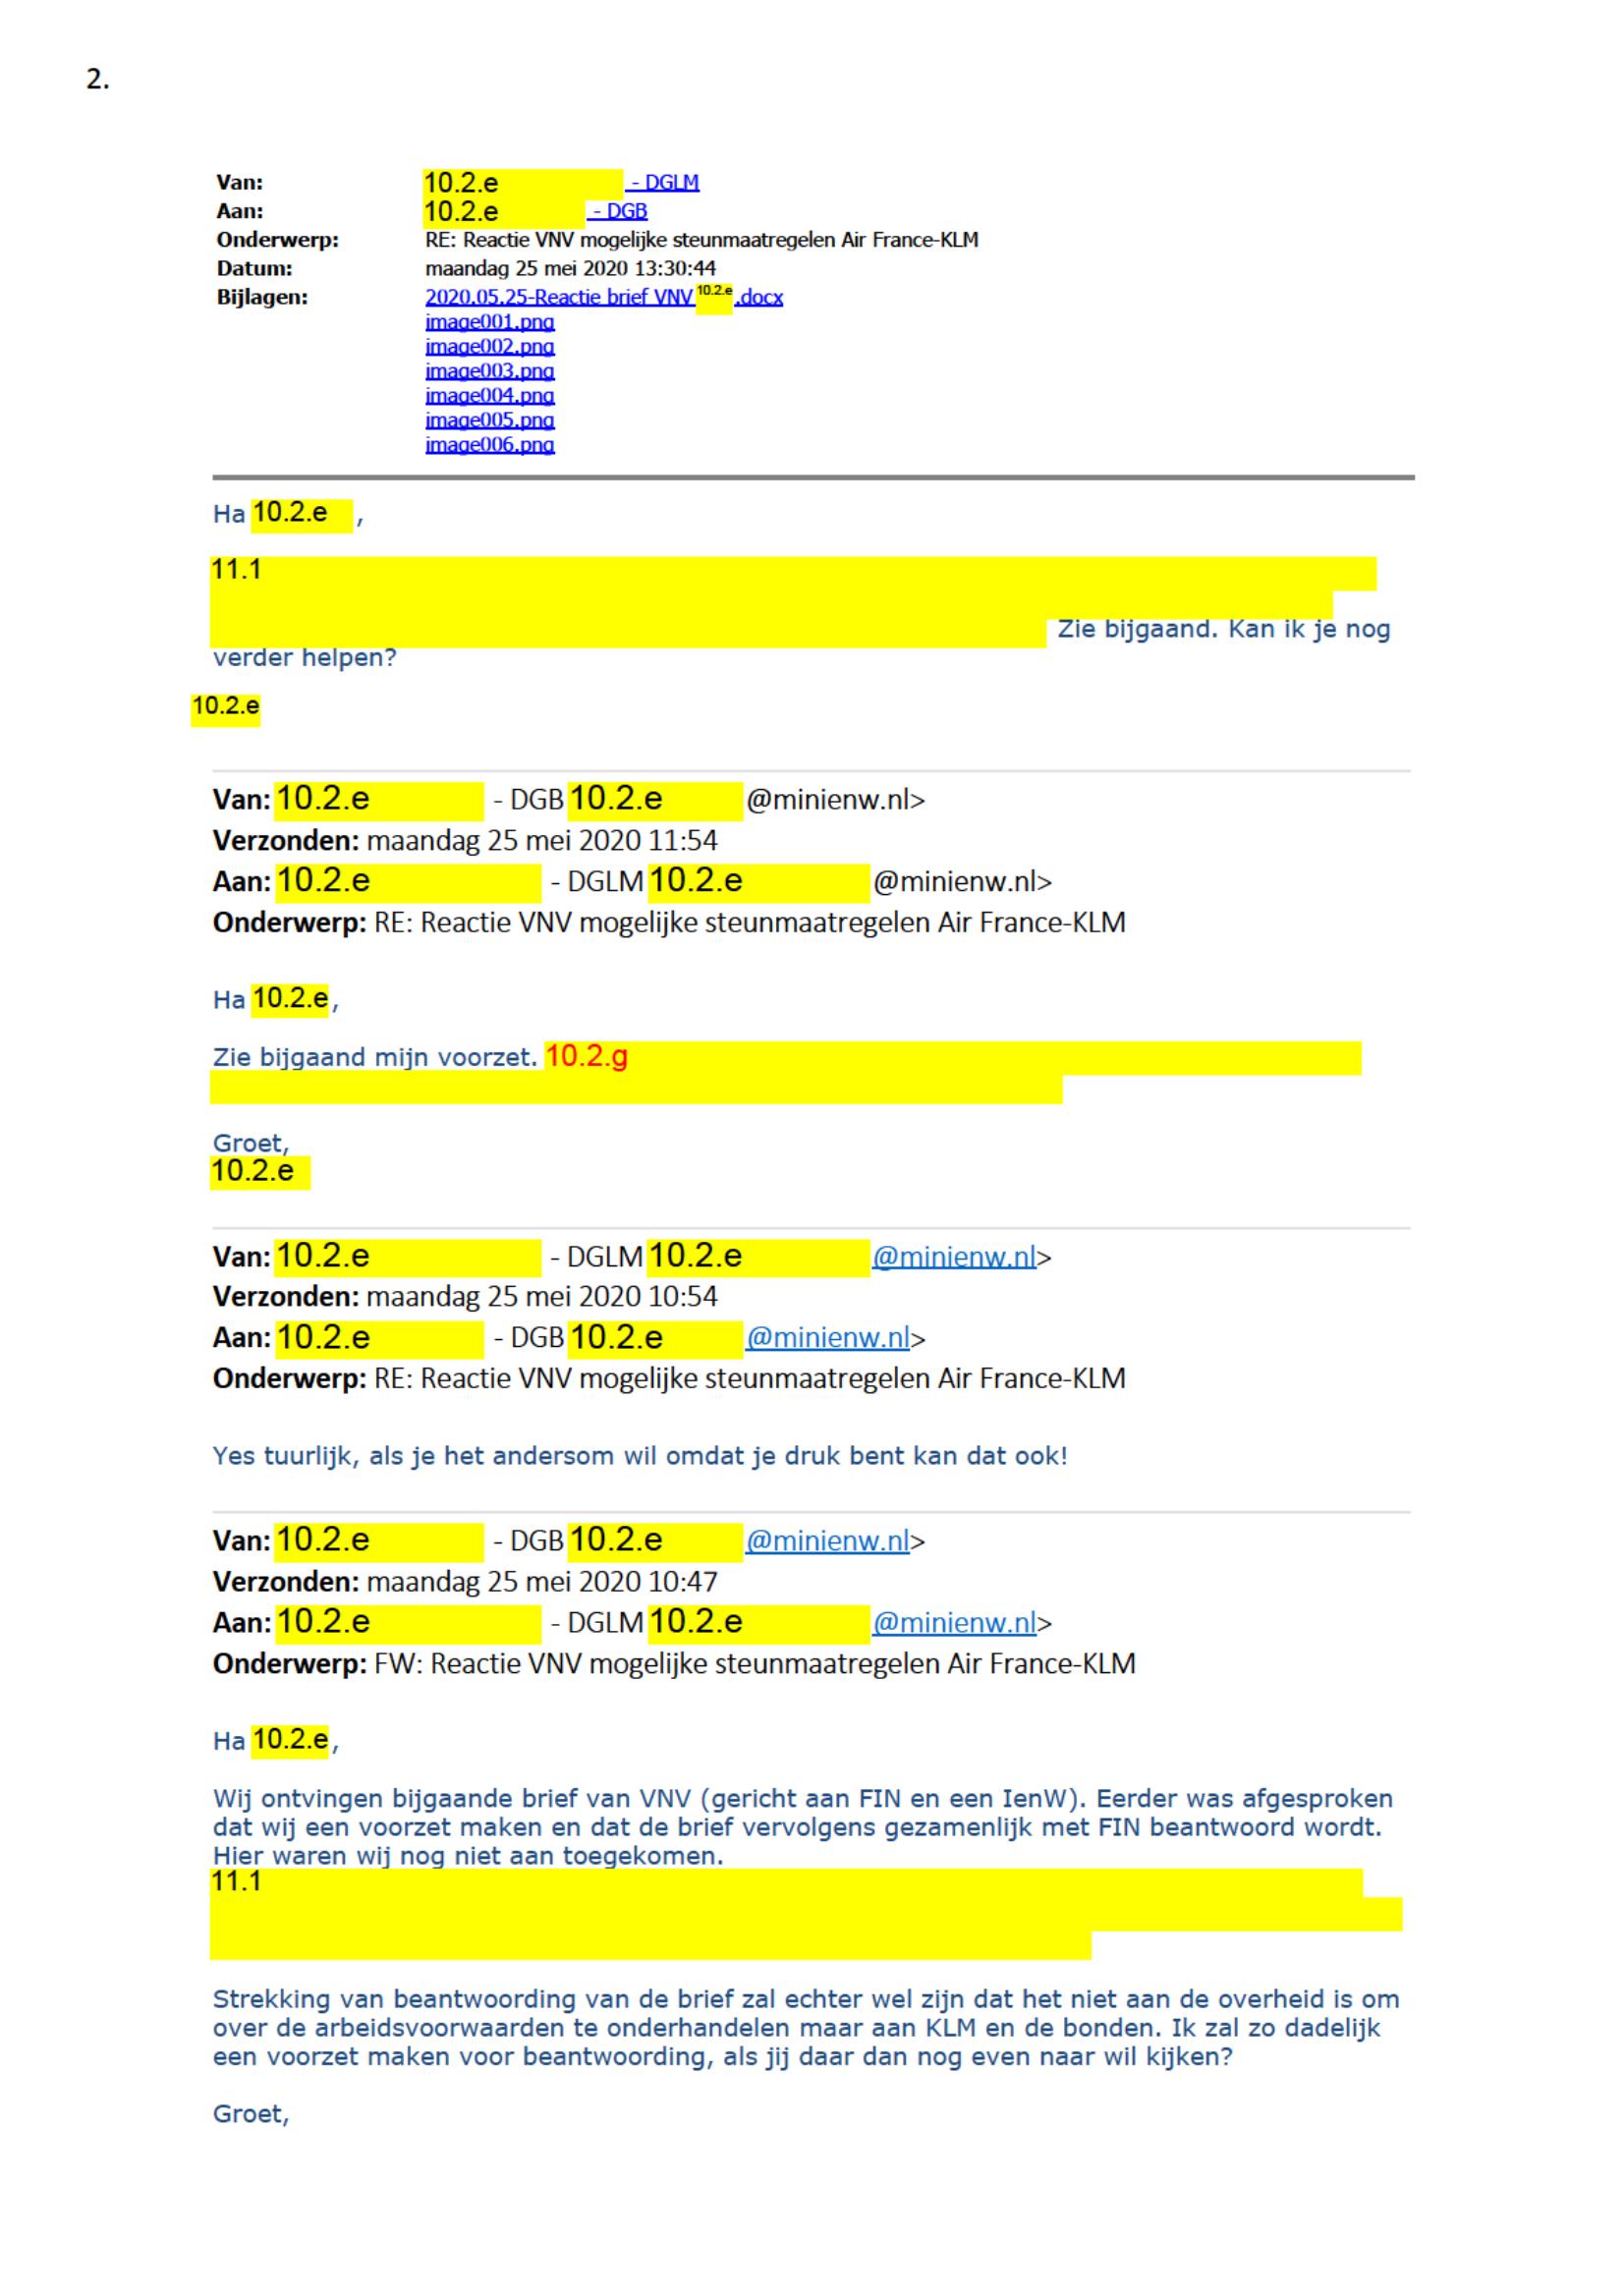 2.
Van: 10.2.e - DGLM
Aan: 10.2.e - DGB
Onderwerp: RE: Reactie VNV mogelijke steunmaatregelen Air France-KLM
Datum: maandag 25 mei 2020 13:30:44
Bijlagen: 2020.05.25-Reactie brief VNV 10.2.e .docx
image001.png
image002.png
image003.png
image004.png
image005.png
image006.png
Ha 10.2.e ,
11.1
Zie bijgaand. Kan ik je nog
verder helpen?
10.2.e
Van: 10.2.e - DGB 10.2.e @minienw.nl>
Verzonden: maandag 25 mei 2020 11:54
Aan: 10.2.e - DGLM 10.2.e @minienw.nl>
Onderwerp: RE: Reactie VNV mogelijke steunmaatregelen Air France-KLM
Ha 10.2.e,
Zie bijgaand mijn voorzet. 10.2.g
Groet,
10.2.e
Van: 10.2.e - DGLM 10.2.e @minienw.nl>
Verzonden: maandag 25 mei 2020 10:54
Aan: 10.2.e - DGB 10.2.e @minienw.nl>
Onderwerp: RE: Reactie VNV mogelijke steunmaatregelen Air France-KLM
Yes tuurlijk, als je het andersom wil omdat je druk bent kan dat ook!
Van: 10.2.e - DGB 10.2.e @minienw.nl>
Verzonden: maandag 25 mei 2020 10:47
Aan: 10.2.e - DGLM 10.2.e @minienw.nl>
Onderwerp: FW: Reactie VNV mogelijke steunmaatregelen Air France-KLM
Ha 10.2.e,
Wij ontvingen bijgaande brief van VNV (gericht aan FIN en een IenW). Eerder was afgesproken
dat wij een voorzet maken en dat de brief vervolgens gezamenlijk met FIN beantwoord wordt.
Hier waren wij nog niet aan toegekomen.
11.1
Strekking van beantwoording van de brief zal echter wel zijn dat het niet aan de overheid is om
over de arbeidsvoorwaarden te onderhandelen maar aan KLM en de bonden. Ik zal zo dadelijk
een voorzet maken voor beantwoording, als jij daar dan nog even naar wil kijken?
Groet,